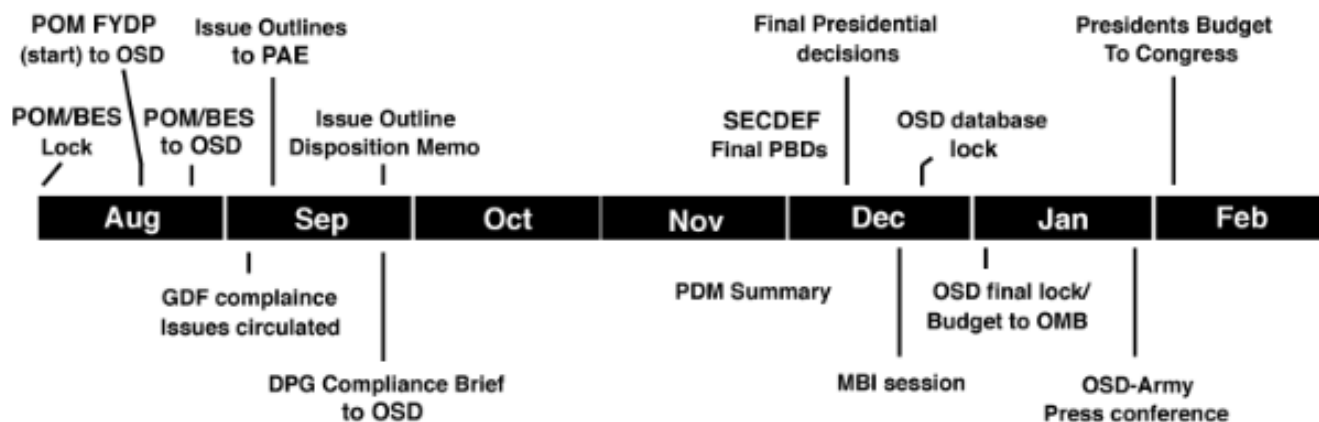 POM FYDP
(start) to OSD
Issue Outlines
to PAE
Final Presidential
decisions
Presidents Budget
To Congress
POM/BES
Lock
POM/BES
to OSD
Issue Outline
Disposition Memo
SECDEF
Final PBDs
OSD database
lock
Aug
Sep
Oct
Nov
Dec
Jan
Feb
GDF complaince
Issues circulated
PDM Summary
OSD final lock/
Budget to OMB
DPG Compliance Brief
to OSD
MBI session
OSD-Army
Press conference